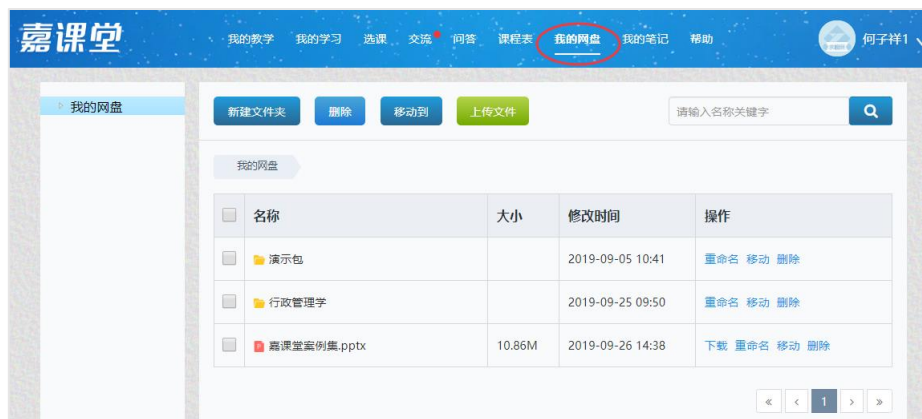 嘉课堂 我的教学 我的学习 选课 交流 问答 课程表 我的网盘 我的笔记 帮助 何子祥1
我的网盘
新建文件夹 删除 移动到 上传文件 请输入名称关键字
我的网盘
名称 大小 修改时间 操作
演示包 2019-09-05 10:41 重命名 移动 删除
行政管理学 2019-09-25 09:50 重命名 移动 删除
嘉课堂案例集.pptx 10.86M 2019-09-26 14:38 下载 重命名 移动 删除
« ‹ 1 › »